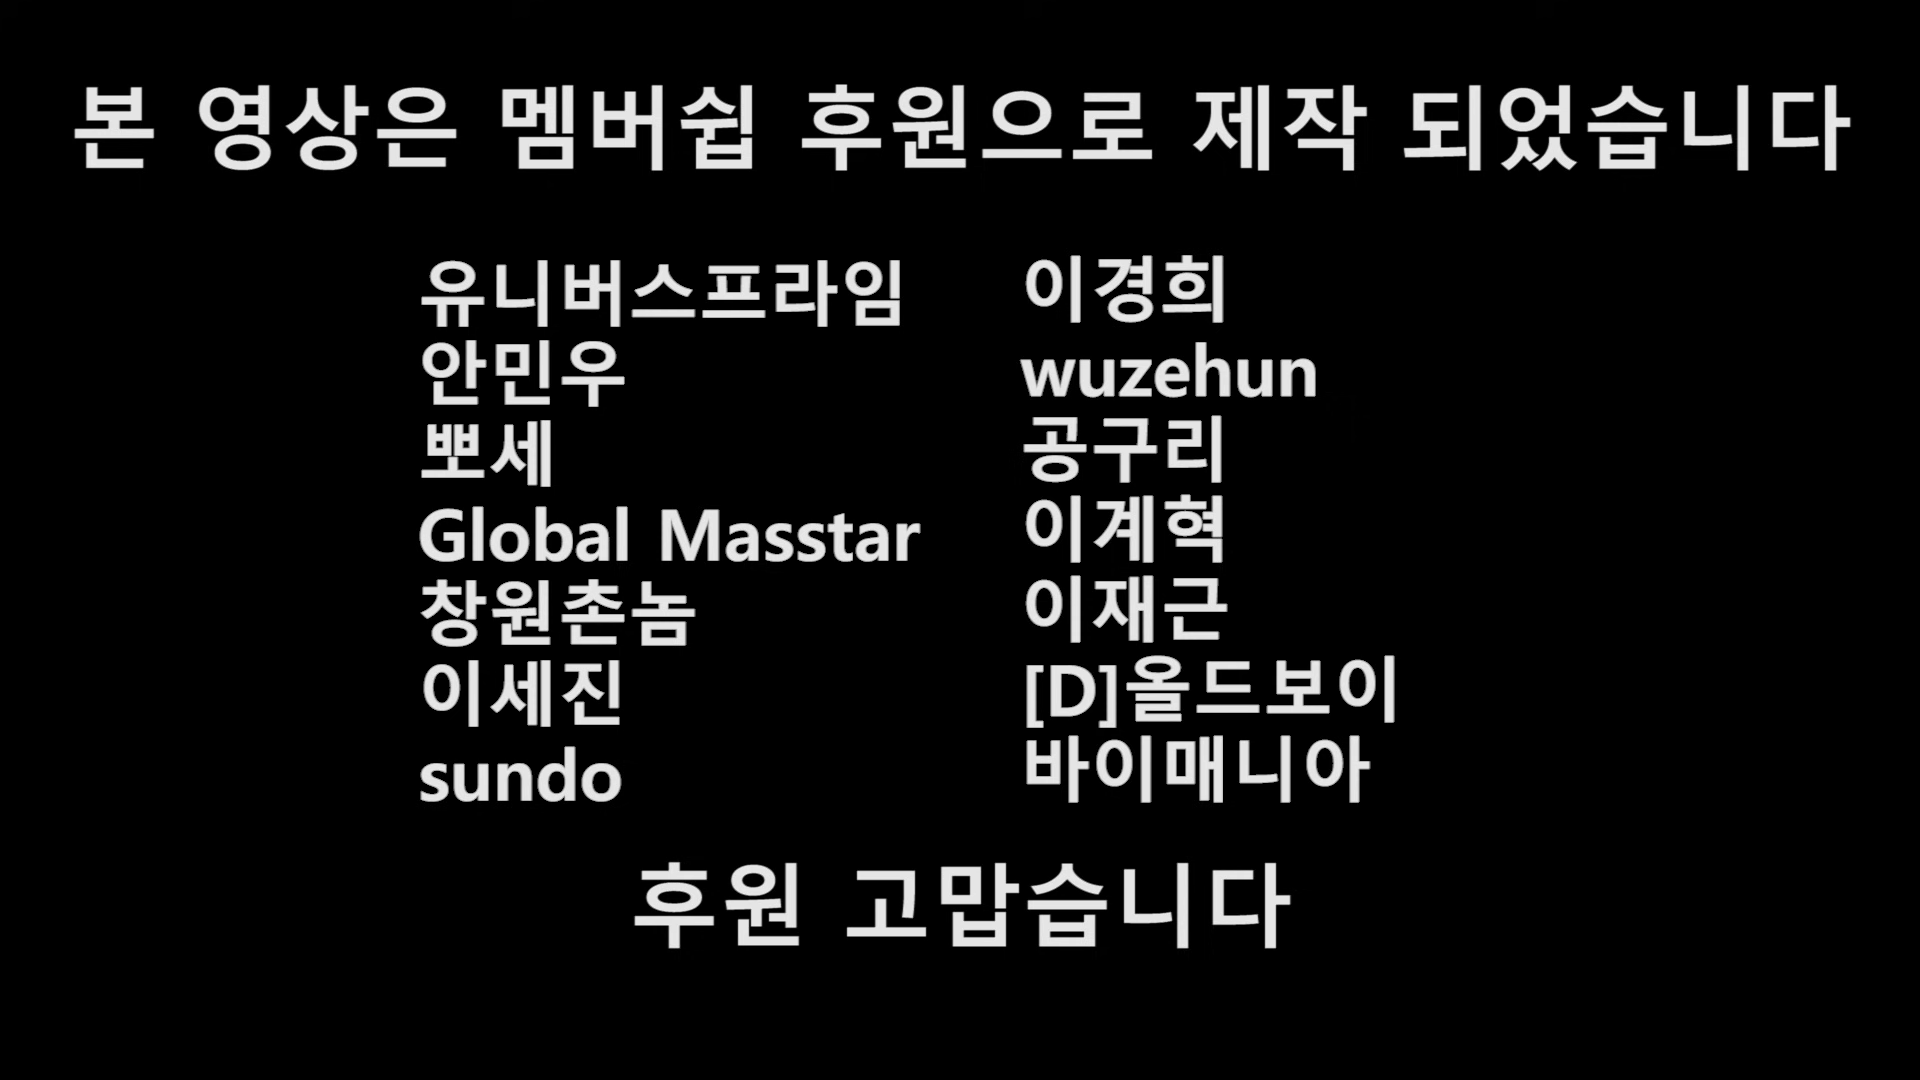 본 영상은 멤버쉽 후원으로 제작 되었습니다
유니버스프라임
안민우
뽀세
Global Masstar
창원촌놈
이세진
sundo
이경희
wuzehun
공구리
이계혁
이재근
[D]올드보이
바이매니아
후원 고맙습니다